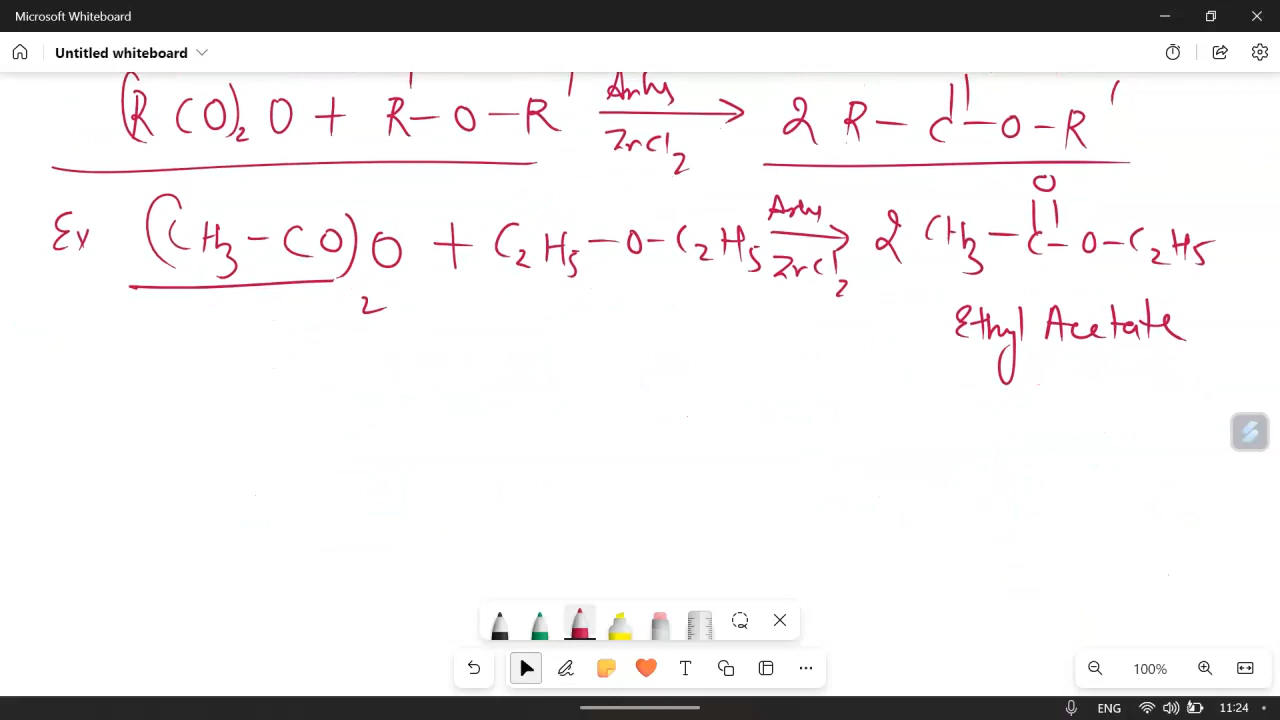 Microsoft Whiteboard
Untitled whiteboard
(R CO)₂ O + R'-O-R' Anhy ZnCl₂ → 2 R-C-O-R'
Ex (CH₃-CO)₂ O + C₂H₅-O-C₂H₅ Anhy ZnCl₂ → 2 CH₃-C(=O)-O-C₂H₅
Ethyl Acetate
T
100%
ENG 11:24